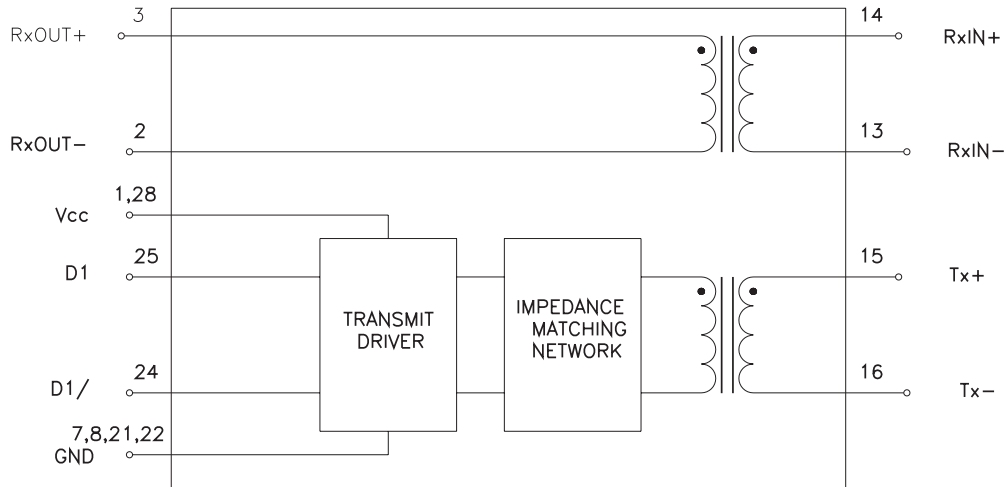 3
14
RxOUT+
RxIN+
RxOUT-
2
13
RxIN-
1,28
Vcc
D1
25
15
Tx+
TRANSMIT
DRIVER
IMPEDANCE
MATCHING
NETWORK
D1/
24
16
Tx-
7,8,21,22
GND